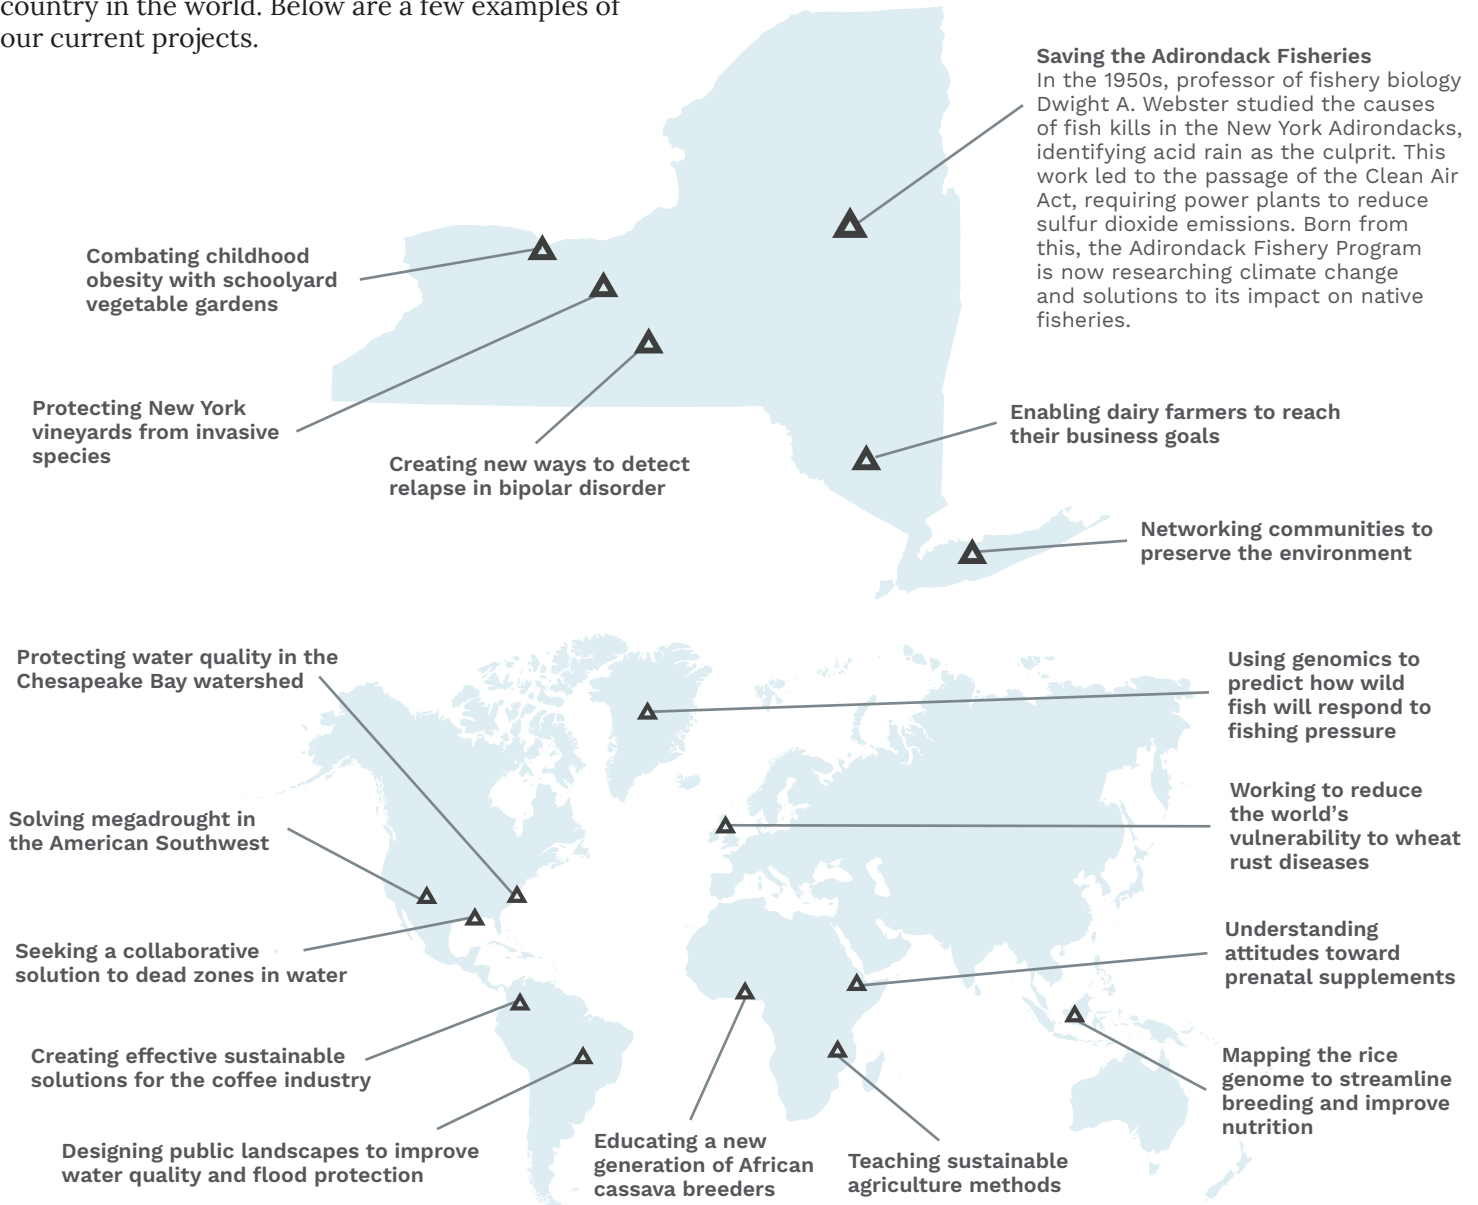 country in the world. Below are a few examples of
our current projects.
Saving the Adirondack Fisheries
In the 1950s, professor of fishery biology
Dwight A. Webster studied the causes
of fish kills in the New York Adirondacks,
identifying acid rain as the culprit. This
work led to the passage of the Clean Air
Act, requiring power plants to reduce
sulfur dioxide emissions. Born from
this, the Adirondack Fishery Program
is now researching climate change
and solutions to its impact on native
fisheries.
Combating childhood
obesity with schoolyard
vegetable gardens
Protecting New York
vineyards from invasive
species
Creating new ways to detect
relapse in bipolar disorder
Enabling dairy farmers to reach
their business goals
Networking communities to
preserve the environment
Protecting water quality in the
Chesapeake Bay watershed
Using genomics to
predict how wild
fish will respond to
fishing pressure
Solving megadrought in
the American Southwest
Working to reduce
the world's
vulnerability to wheat
rust diseases
Seeking a collaborative
solution to dead zones in water
Understanding
attitudes toward
prenatal supplements
Creating effective sustainable
solutions for the coffee industry
Mapping the rice
genome to streamline
breeding and improve
nutrition
Designing public landscapes to improve
water quality and flood protection
Educating a new
generation of African
cassava breeders
Teaching sustainable
agriculture methods